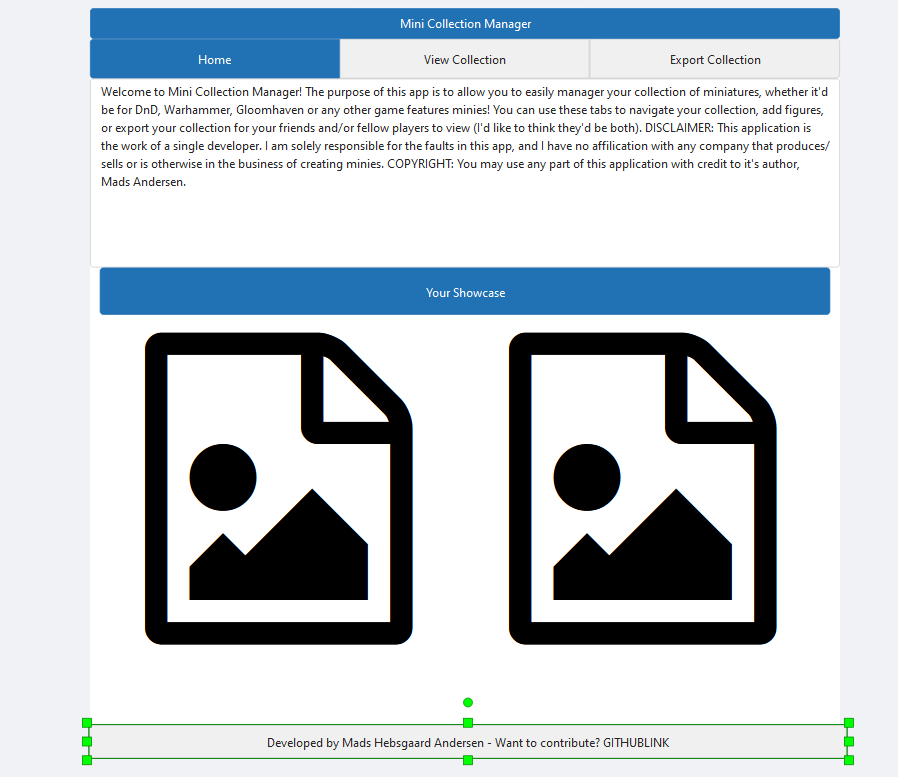 Mini Collection Manager
Home
View Collection
Export Collection
Welcome to Mini Collection Manager! The purpose of this app is to allow you to easily manager your collection of miniatures, whether it'd
be for DnD, Warhammer, Gloomhaven or any other game features minies! You can use these tabs to navigate your collection, add figures,
or export your collection for your friends and/or fellow players to view (I'd like to think they'd be both). DISCLAIMER: This application is
the work of a single developer. I am solely responsible for the faults in this app, and I have no affilication with any company that produces/
sells or is otherwise in the business of creating minies. COPYRIGHT: You may use any part of this application with credit to it's author,
Mads Andersen.
Your Showcase
Developed by Mads Hebsgaard Andersen - Want to contribute? GITHUBLINK